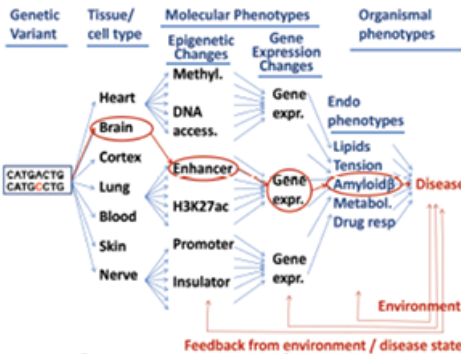 Genetic
Variant
Tissue/
cell type
Molecular Phenotypes
Epigenetic
Changes
Gene
Expression
Changes
Organismal
phenotypes
CATGACTG
CATGCCTG
Heart
Brain
Cortex
Lung
Blood
Skin
Nerve
Methyl.
DNA
access.
Enhancer
H3K27ac
Promoter
Insulator
Gene
expr.
Gene
expr.
Gene
expr.
Endo
phenotypes
Lipids
Tension
Amyloidβ
Metabol.
Drug resp
Disease
Environment
Feedback from environment / disease state